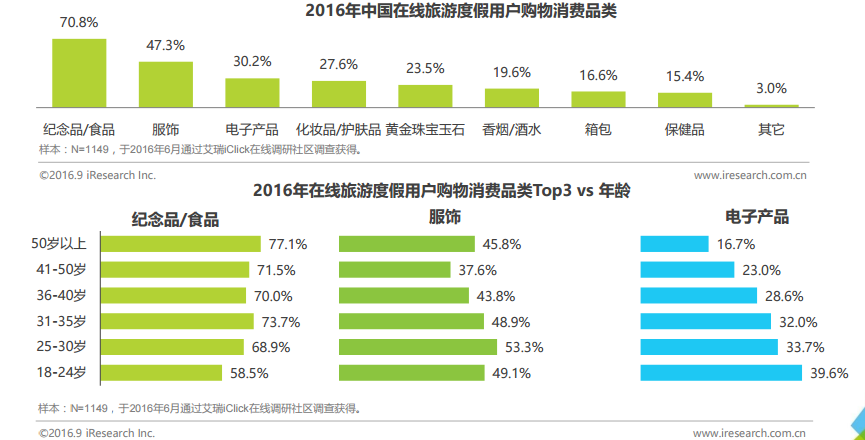 2016年中国在线旅游度假用户购物消费品类
70.8% 47.3% 30.2% 27.6% 23.5% 19.6% 16.6% 15.4% 3.0%
纪念品/食品 服饰 电子产品 化妆品/护肤品 黄金珠宝玉石 香烟/酒水 箱包 保健品 其它
样本：N=1149，于2016年6月通过艾瑞iClick在线调研社区调查获得。
©2016.9 iResearch Inc. www.iresearch.com.cn
2016年在线旅游度假用户购物消费品类Top3 vs 年龄
纪念品/食品 服饰 电子产品
50岁以上 77.1% 45.8% 16.7%
41-50岁 71.5% 37.6% 23.0%
36-40岁 70.0% 43.8% 28.6%
31-35岁 73.7% 48.9% 32.0%
25-30岁 68.9% 53.3% 33.7%
18-24岁 58.5% 49.1% 39.6%
样本：N=1149，于2016年6月通过艾瑞iClick在线调研社区调查获得。
©2016.9 iResearch Inc. www.iresearch.com.cn